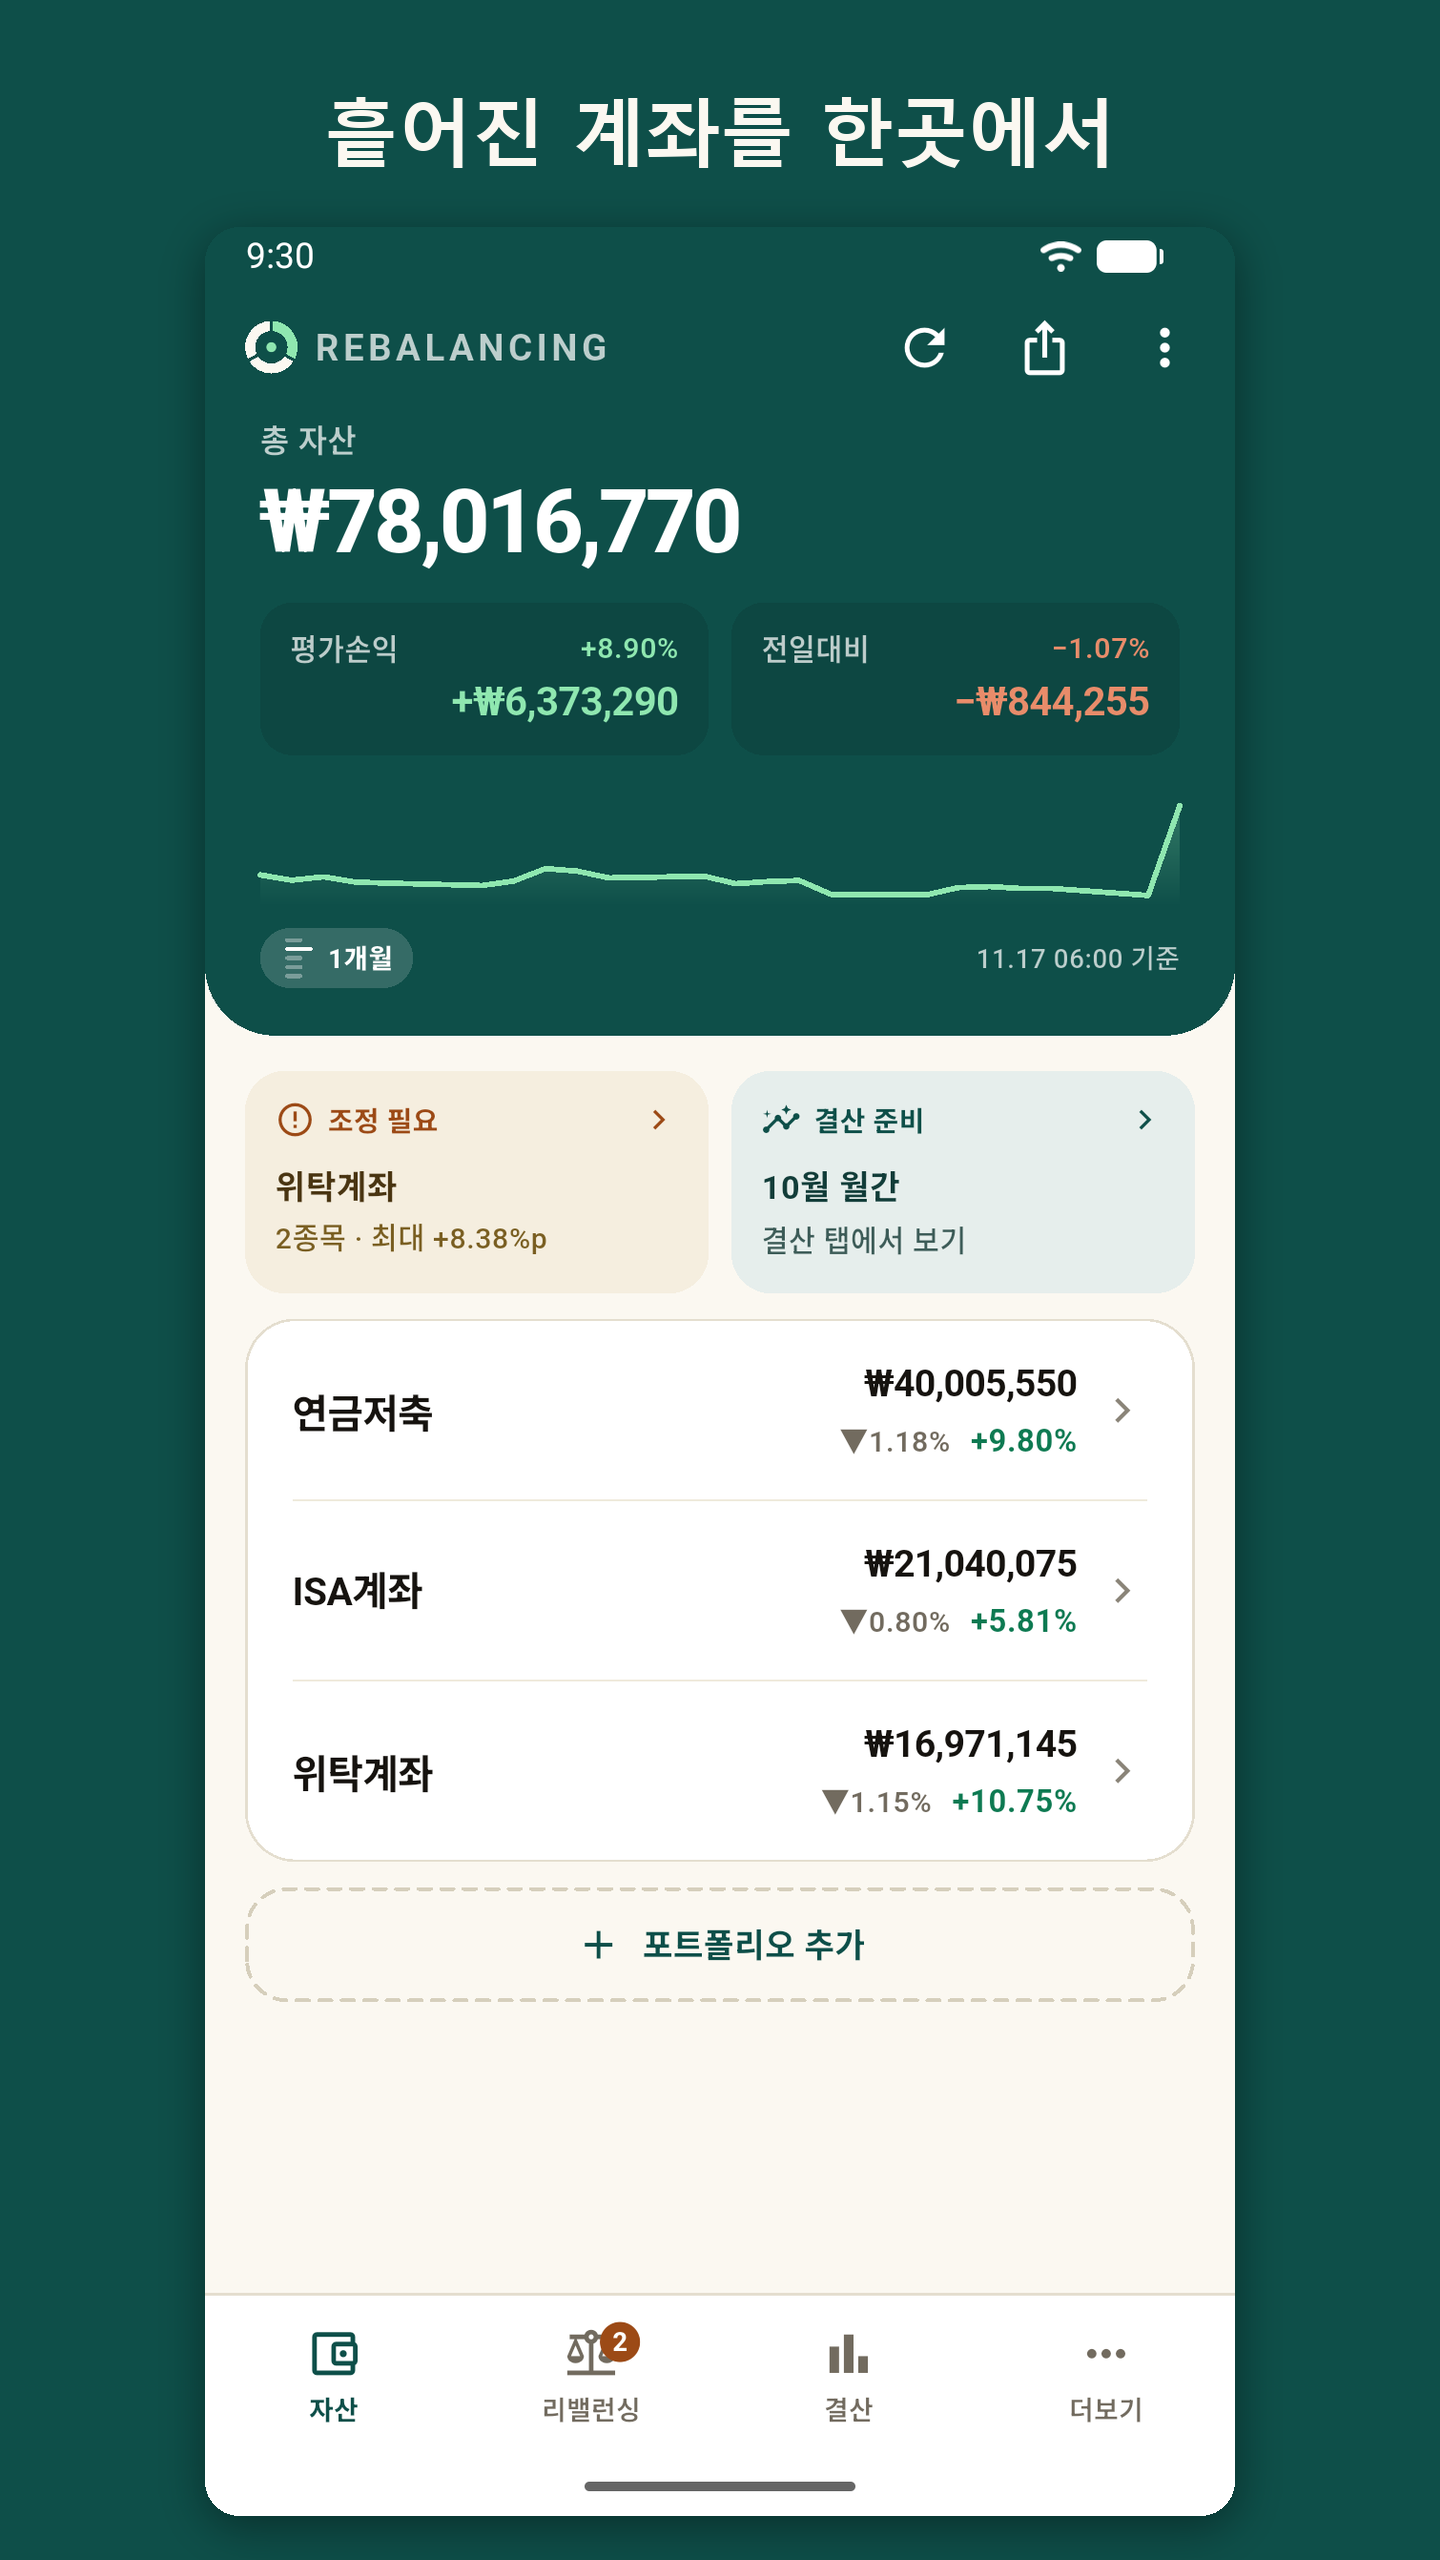 흩어진 계좌를 한곳에서
9:30
REBALANCING
총 자산
₩78,016,770
평가손익 +8.90%
+₩6,373,290
전일대비 −1.07%
−₩844,255
1개월
11.17 06:00 기준
조정 필요
위탁계좌
2종목 · 최대 +8.38%p
결산 준비
10월 월간
결산 탭에서 보기
연금저축
₩40,005,550
▼1.18% +9.80%
ISA계좌
₩21,040,075
▼0.80% +5.81%
위탁계좌
₩16,971,145
▼1.15% +10.75%
+ 포트폴리오 추가
2
자산
리밸런싱
결산
더보기